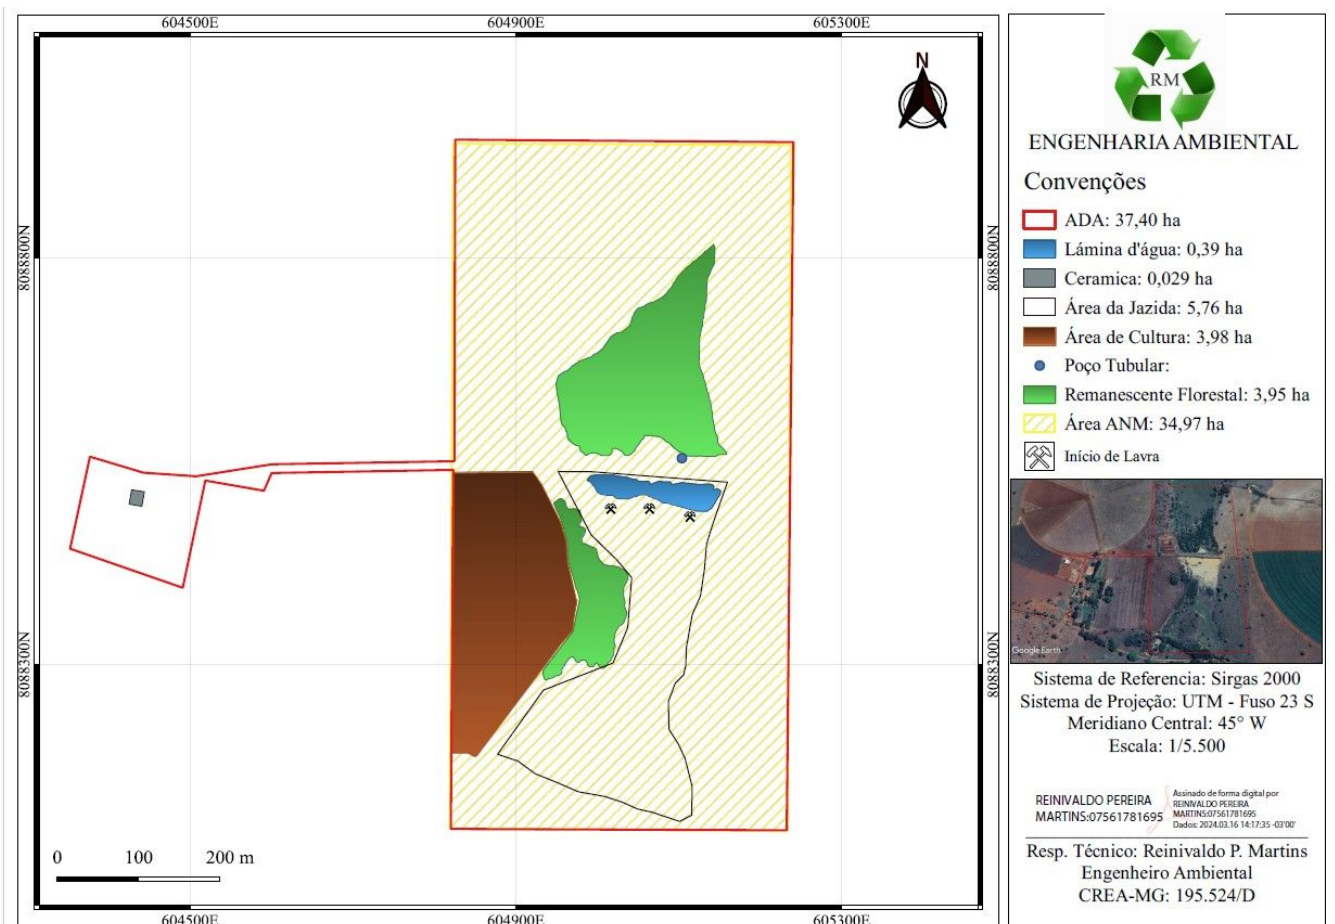 604500E 604900E 605300E
N
8088800N
8088800N
8088300N
8088300N
0 100 200 m
604500E 604900E 605300E
RM
ENGENHARIA AMBIENTAL
Convenções
ADA: 37,40 ha
Lámina d'água: 0,39 ha
Ceramica: 0,029 ha
Área da Jazida: 5,76 ha
Área de Cultura: 3,98 ha
Poço Tubular:
Remanescente Florestal: 3,95 ha
Área ANM: 34,97 ha
Início de Lavra
Google Earth
Sistema de Referencia: Sirgas 2000
Sistema de Projeção: UTM - Fuso 23 S
Meridiano Central: 45° W
Escala: 1/5.500
REINIVALDO PEREIRA
MARTINS:07561781695
Assinado de forma digital por
REINIVALDO PEREIRA
MARTINS:07561781695
Dados: 2024.03.16 14:17:35 -03'00'
Resp. Técnico: Reinivaldo P. Martins
Engenheiro Ambiental
CREA-MG: 195.524/D